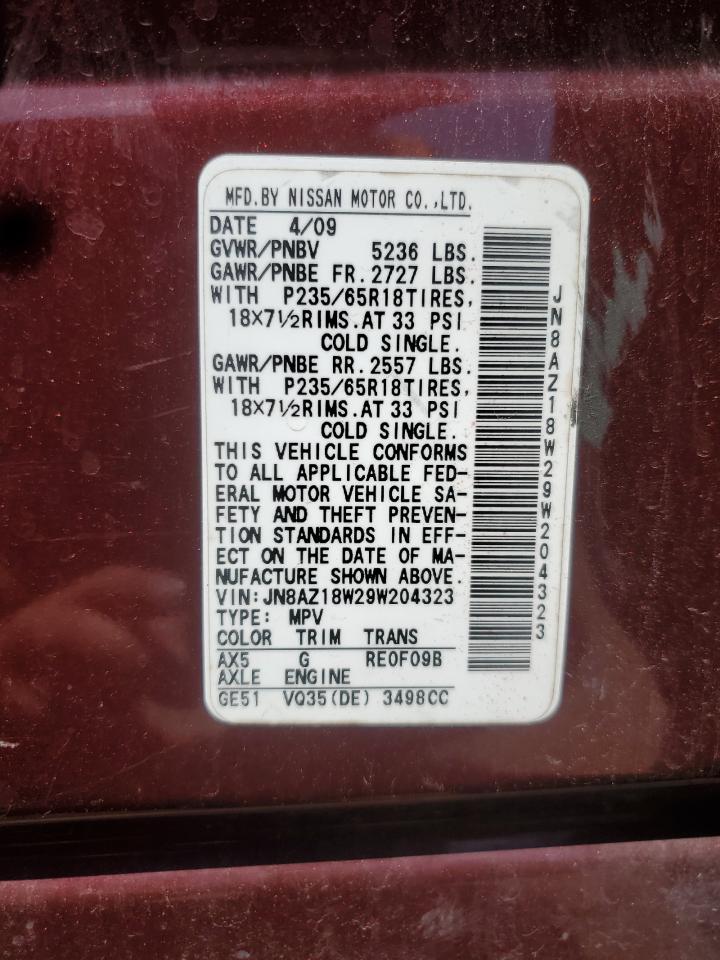 MFD.BY NISSAN MOTOR CO.,LTD.
DATE 4/09
GVWR/PNBV 5236 LBS.
GAWR/PNBE FR. 2727 LBS.
WITH P235/65R18TIRES,
18×7½RIMS.AT 33 PSI
COLD SINGLE.
GAWR/PNBE RR. 2557 LBS.
WITH P235/65R18TIRES,
18×7½RIMS.AT 33 PSI
COLD SINGLE.
THIS VEHICLE CONFORMS
TO ALL APPLICABLE FED-
ERAL MOTOR VEHICLE SA-
FETY AND THEFT PREVEN-
TION STANDARDS IN EFF-
ECT ON THE DATE OF MA-
NUFACTURE SHOWN ABOVE.
VIN:JN8AZ18W29W204323
TYPE: MPV
COLOR TRIM TRANS
AX5 G RE0F09B
AXLE ENGINE
GE51 VQ35(DE) 3498CC
JN8AZ18W29W204323